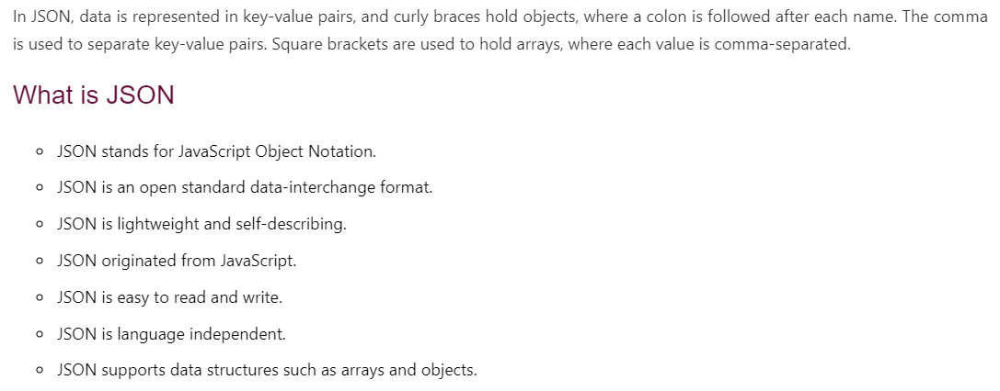 In JSON, data is represented in key-value pairs, and curly braces hold objects, where a colon is followed after each name. The comma
is used to separate key-value pairs. Square brackets are used to hold arrays, where each value is comma-separated.
What is JSON
JSON stands for JavaScript Object Notation.
JSON is an open standard data-interchange format.
JSON is lightweight and self-describing.
JSON originated from JavaScript.
JSON is easy to read and write.
JSON is language independent.
JSON supports data structures such as arrays and objects.